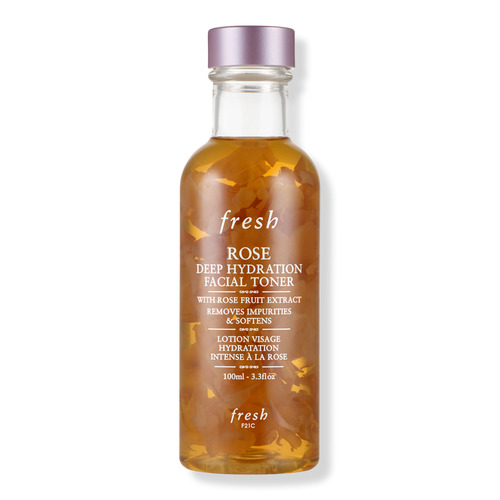 fresh
ROSE
DEEP HYDRATION
FACIAL TONER
WITH ROSE FRUIT EXTRACT
REMOVES IMPURITIES
& SOFTENS
LOTION VISAGE
HYDRATATION
INTENSE À LA ROSE
100ml - 3.3fl oz
fresh
F21C